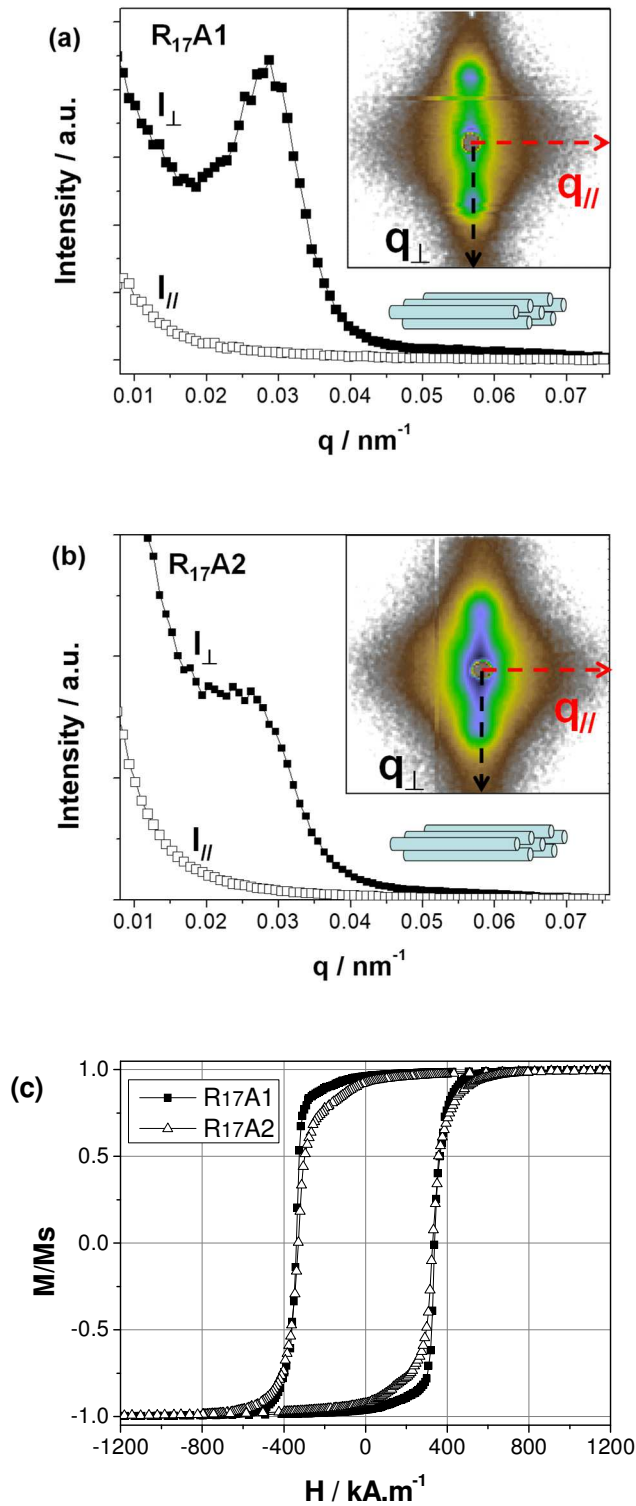 (a)
R₁₇A1
I⊥
I//
Intensity / a.u.
q⊥
q//
0.01 0.02 0.03 0.04 0.05 0.06 0.07
q / nm⁻¹
(b)
R₁₇A2
I⊥
I//
Intensity / a.u.
q⊥
q//
0.01 0.02 0.03 0.04 0.05 0.06 0.07
q / nm⁻¹
(c)
R17A1
R17A2
M/Ms
1.0
0.5
0.0
-0.5
-1.0
-1200 -800 -400 0 400 800 1200
H / kA.m⁻¹